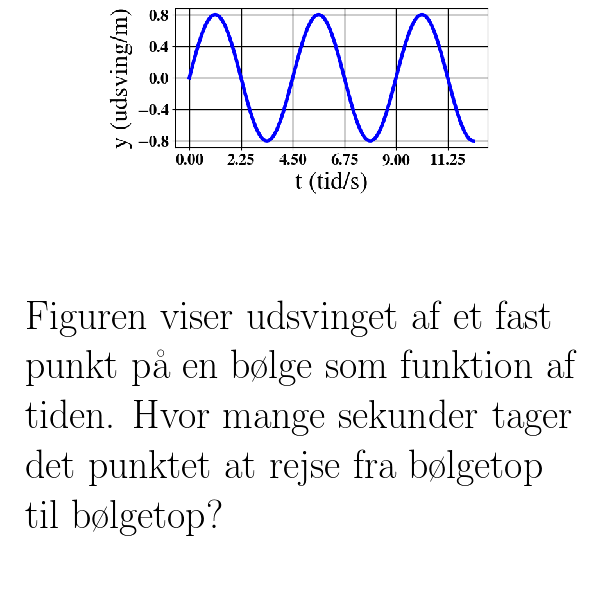 0.8
0.4
0.0
−0.4
−0.8
y (udsving/m)
0.00 2.25 4.50 6.75 9.00 11.25
t (tid/s)
Figuren viser udsvinget af et fast
punkt på en bølge som funktion af
tiden. Hvor mange sekunder tager
det punktet at rejse fra bølgetop
til bølgetop?